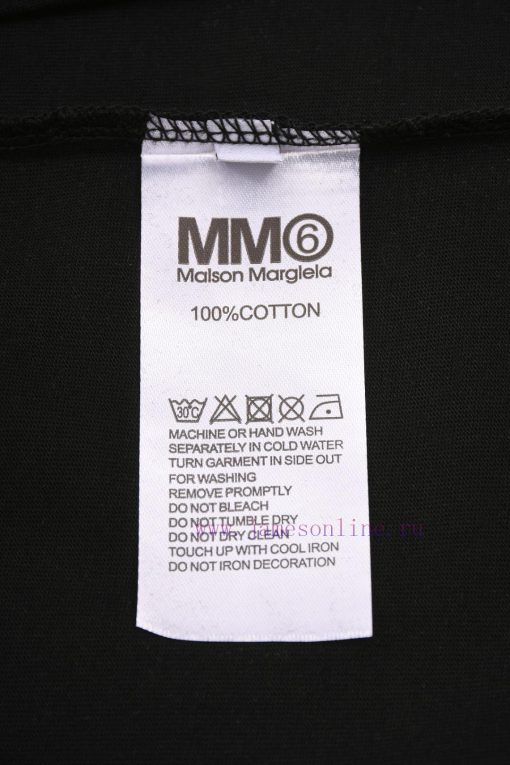 MM6
Maison Margiela
100%COTTON
30°C
MACHINE OR HAND WASH
SEPARATELY IN COLD WATER
TURN GARMENT IN SIDE OUT
FOR WASHING
REMOVE PROMPTLY
DO NOT BLEACH
DO NOT TUMBLE DRY
DO NOT DRY CLEAN
TOUCH UP WITH COOL IRON
DO NOT IRON DECORATION